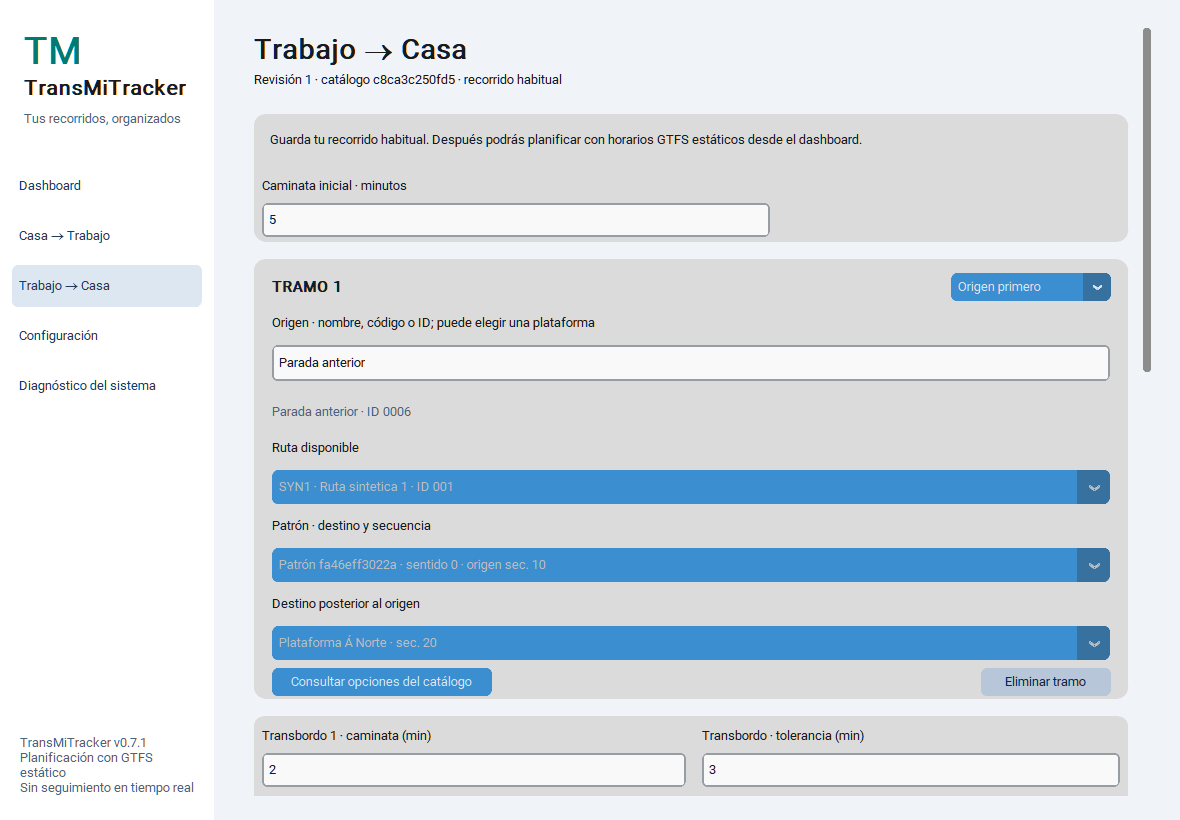 TM
TransMiTracker
Tus recorridos, organizados
Dashboard
Casa → Trabajo
Trabajo → Casa
Configuración
Diagnóstico del sistema
TransMiTracker v0.7.1
Planificación con GTFS
estático
Sin seguimiento en tiempo real
Trabajo → Casa
Revisión 1 · catálogo c8ca3c250fd5 · recorrido habitual
Guarda tu recorrido habitual. Después podrás planificar con horarios GTFS estáticos desde el dashboard.
Caminata inicial · minutos
5
TRAMO 1
Origen primero
Origen · nombre, código o ID; puede elegir una plataforma
Parada anterior
Parada anterior · ID 0006
Ruta disponible
SYN1 · Ruta sintetica 1 · ID 001
Patrón · destino y secuencia
Patrón fa46eff3022a · sentido 0 · origen sec. 10
Destino posterior al origen
Plataforma Á Norte · sec. 20
Consultar opciones del catálogo
Eliminar tramo
Transbordo 1 · caminata (min)
Transbordo · tolerancia (min)
2
3